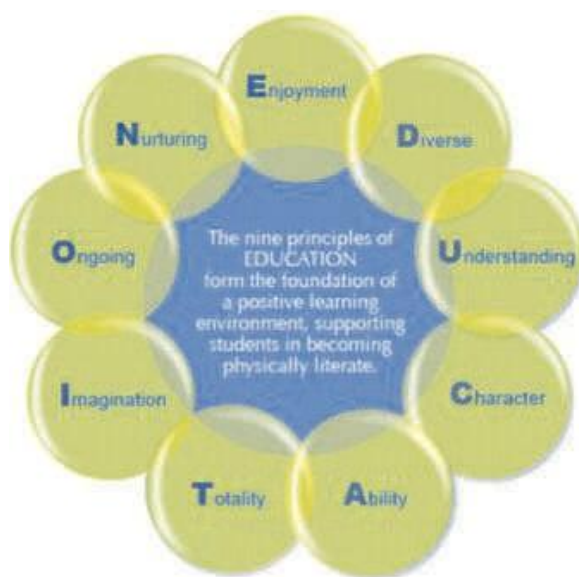 Enjoyment
Diverse
Understanding
Character
Ability
Totality
Imagination
Ongoing
Nurturing
The nine principles of
EDUCATION
form the foundation of
a positive learning
environment, supporting
students in becoming
physically literate.